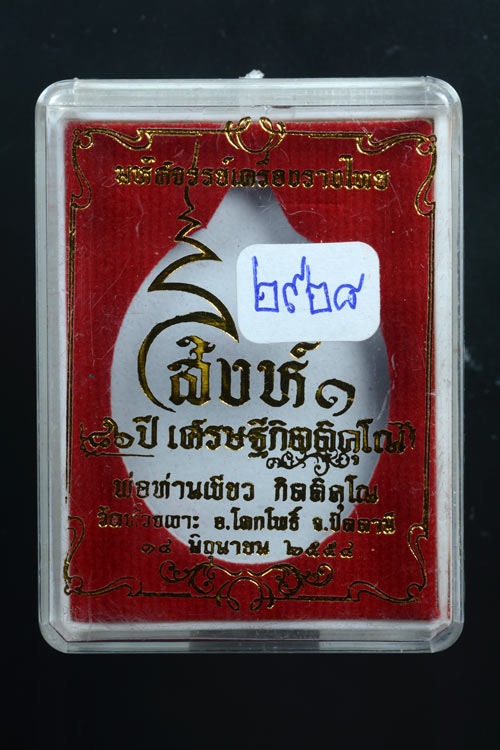 มหัศจรรย์เครื่องรางไทย
๒๙๒๘
สิงห์ ๑
๘๖ ปี เศรษฐีกิตฺติคุโณ
พ่อท่านเขียว กิตติคุโณ
วัดห้วยเงาะ อ.โคกโพธิ์ จ.ปัตตานี
๑๘ มิถุนายน ๒๕๕๘